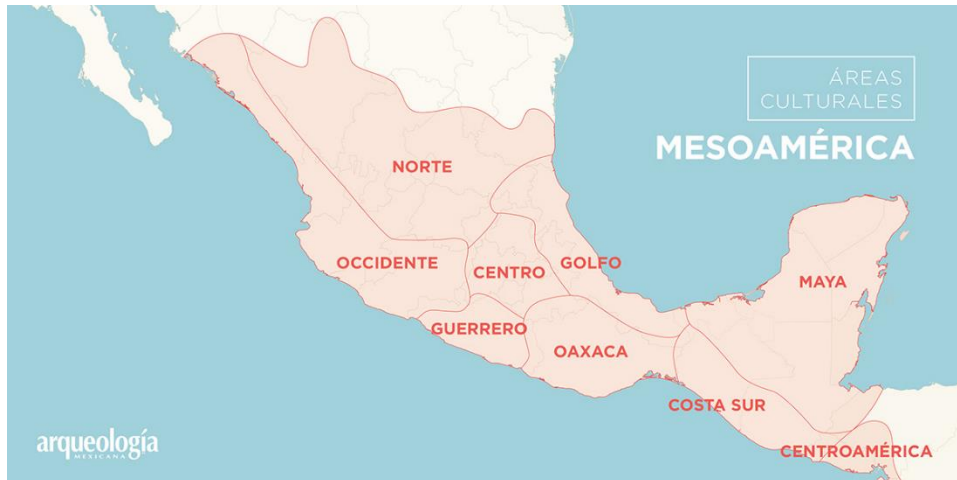 ÁREAS
CULTURALES
MESOAMÉRICA
NORTE
OCCIDENTE
CENTRO
GOLFO
MAYA
GUERRERO
OAXACA
COSTA SUR
CENTROAMÉRICA
arqueología
MEXICANA